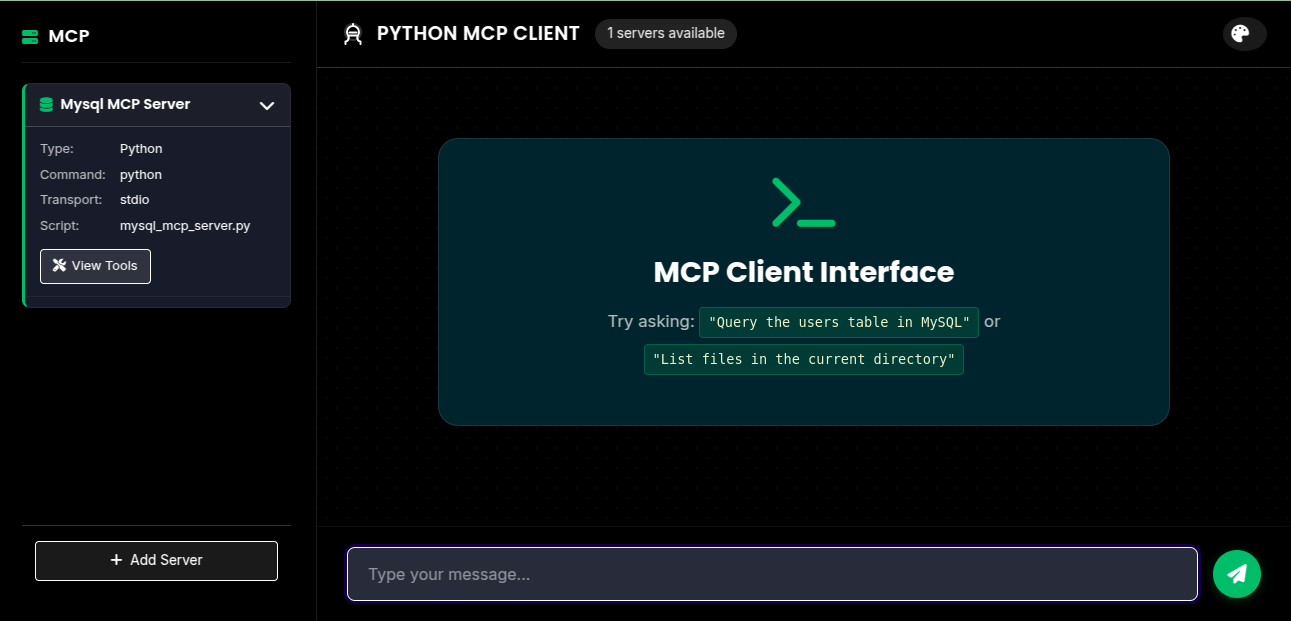 MCP
Mysql MCP Server
Type: Python
Command: python
Transport: stdio
Script: mysql_mcp_server.py
View Tools
+ Add Server
PYTHON MCP CLIENT 1 servers available
MCP Client Interface
Try asking: "Query the users table in MySQL" or
"List files in the current directory"
Type your message...